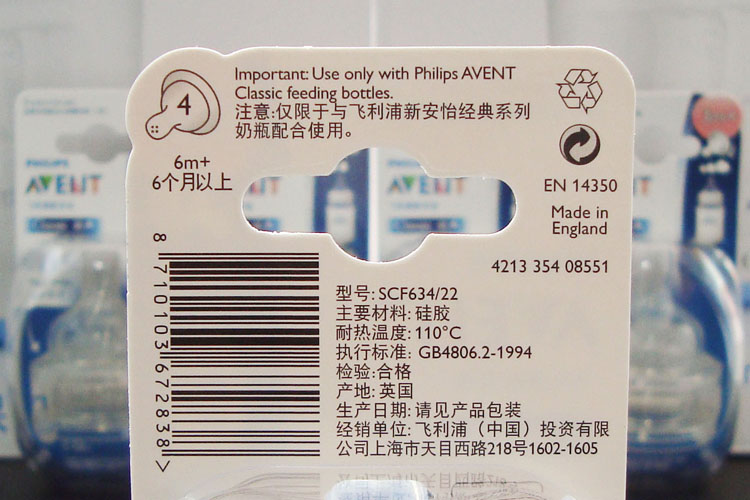 Important: Use only with Philips AVENT
Classic feeding bottles.
注意:仅限于与飞利浦新安怡经典系列
奶瓶配合使用。
4
6m+
6个月以上
EN 14350
Made in
England
4213 354 08551
8 710103 672838 >
型号: SCF634/22
主要材料: 硅胶
耐热温度: 110°C
执行标准: GB4806.2-1994
检验:合格
产地: 英国
生产日期: 请见产品包装
经销单位: 飞利浦（中国）投资有限
公司上海市天目西路218号1602-1605
PHILIPS
AVENT
AVENT
AVENT